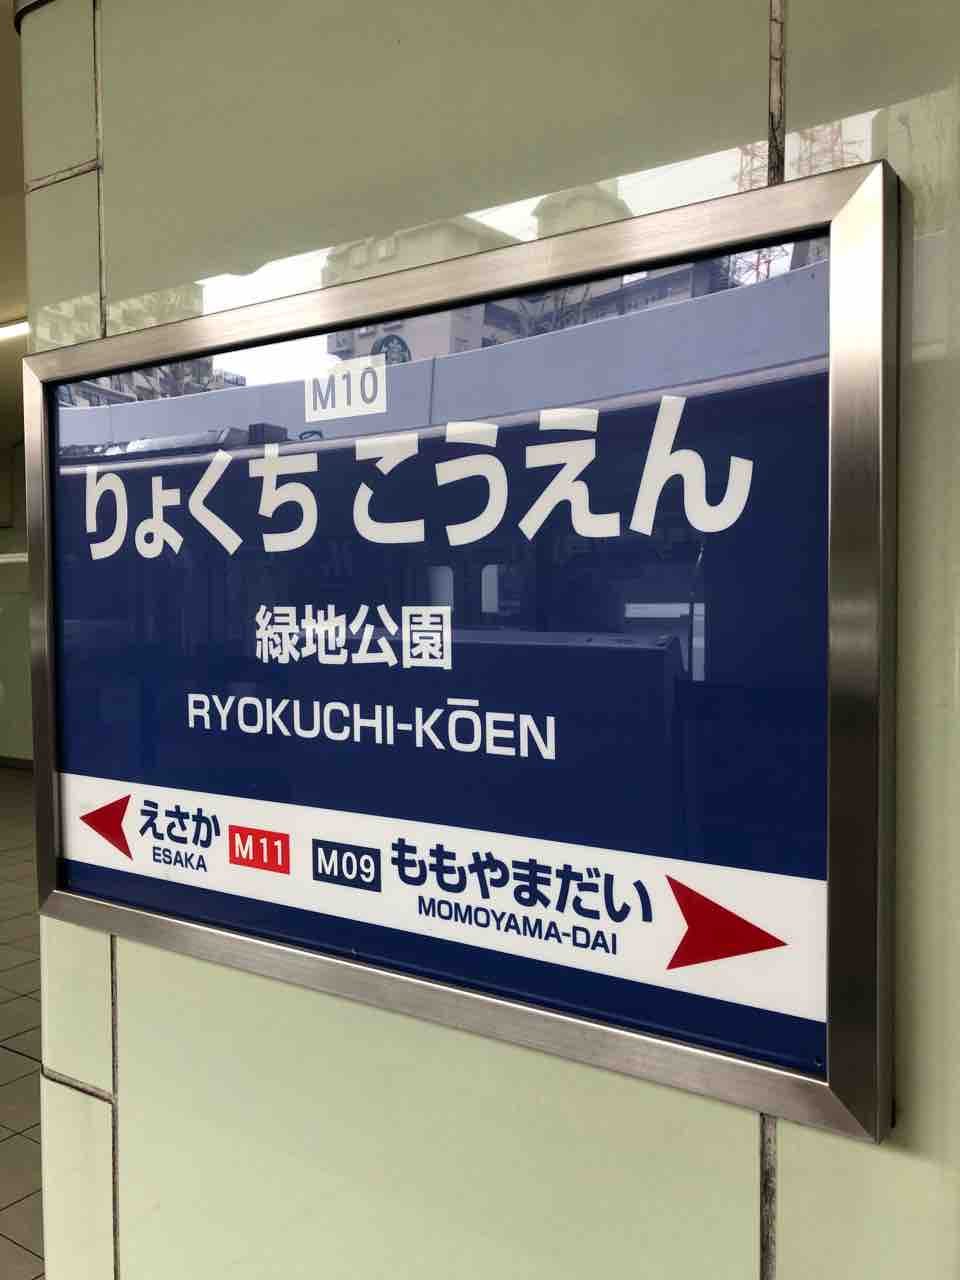 M10
りょくちこうえん
緑地公園
RYOKUCHI-KŌEN
えさか M11 M09 ももやまだい
ESAKA MOMOYAMA-DAI